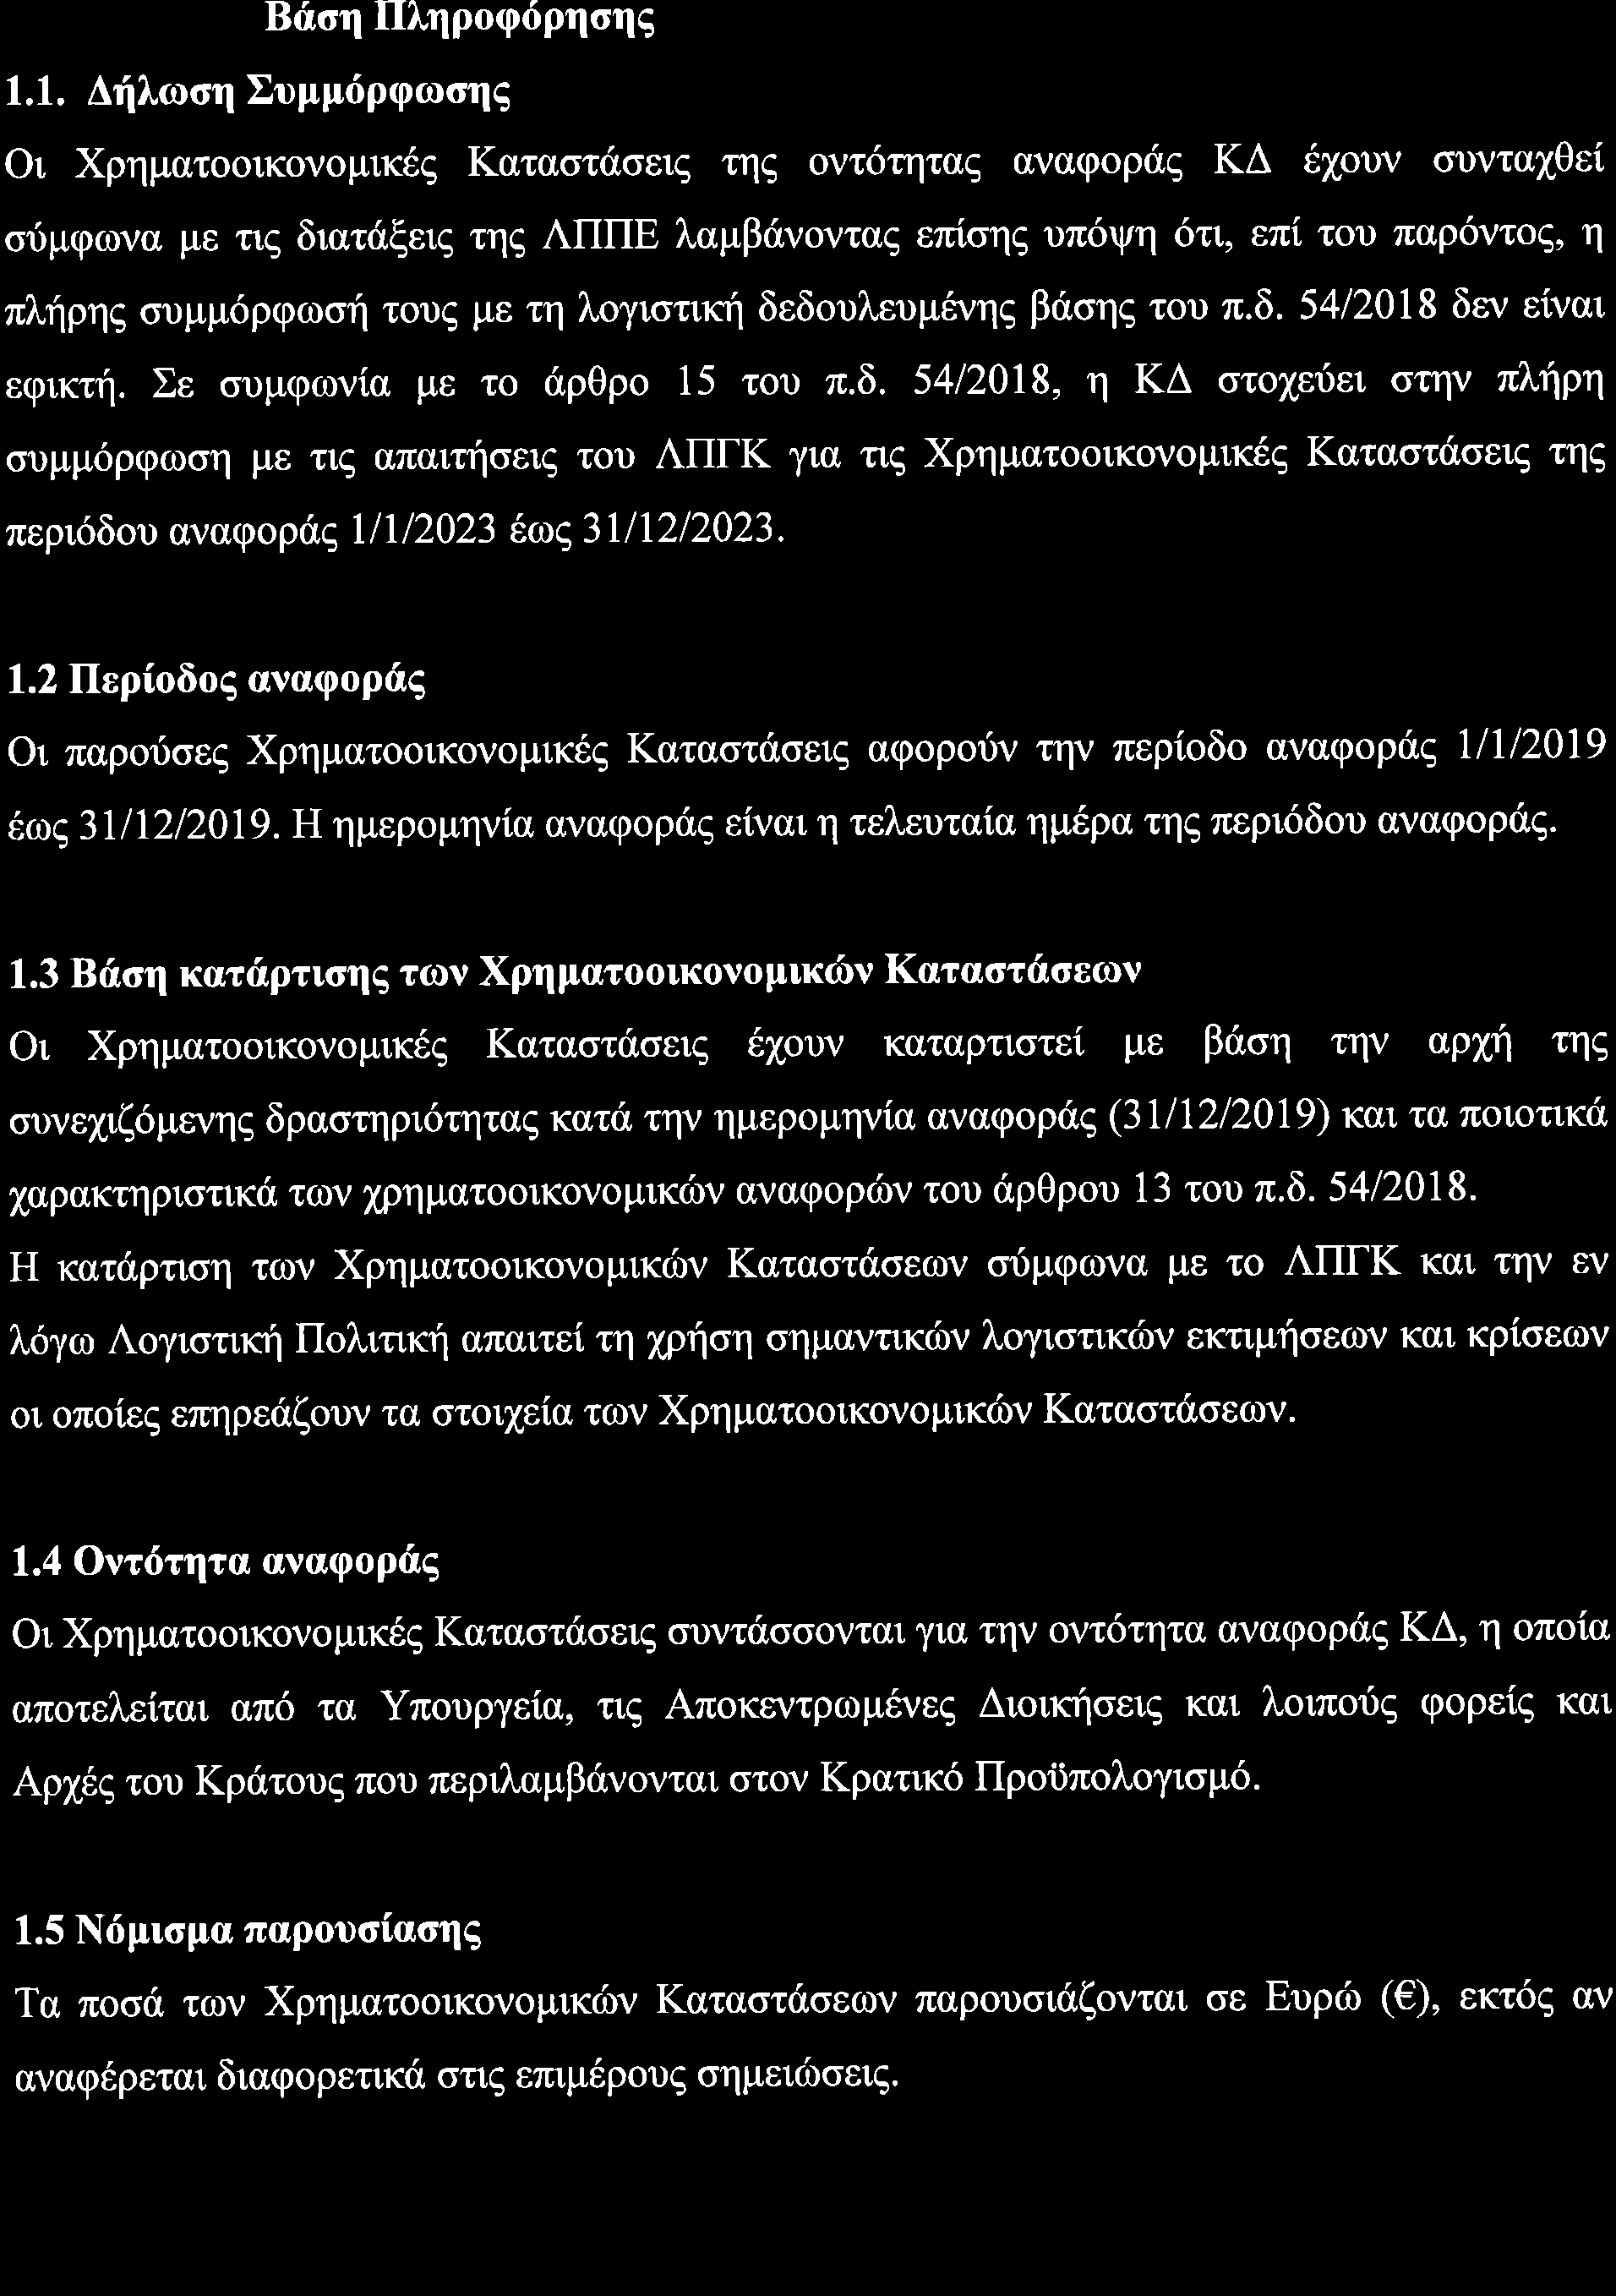 Βάση Πληροφόρησης
1.1. Δήλωση Συμμόρφωσης
Οι Χρηματοοικονομικές Καταστάσεις της οντότητας αναφοράς ΚΔ έχουν συνταχθεί
σύμφωνα με τις διατάξεις της ΛΠΠΕ λαμβάνοντας επίσης υπόψη ότι, επί του παρόντος, η
πλήρης συμμόρφωσή τους με τη λογιστική δεδουλευμένης βάσης του π.δ. 54/2018 δεν είναι
εφικτή. Σε συμφωνία με το άρθρο 15 του π.δ. 54/2018, η ΚΔ στοχεύει στην πλήρη
συμμόρφωση με τις απαιτήσεις του ΛΠΓΚ για τις Χρηματοοικονομικές Καταστάσεις της
περιόδου αναφοράς 1/1/2023 έως 31/12/2023.
1.2 Περίοδος αναφοράς
Οι παρούσες Χρηματοοικονομικές Καταστάσεις αφορούν την περίοδο αναφοράς 1/1/2019
έως 31/12/2019. Η ημερομηνία αναφοράς είναι η τελευταία ημέρα της περιόδου αναφοράς.
1.3 Βάση κατάρτισης των Χρηματοοικονομικών Καταστάσεων
Οι Χρηματοοικονομικές Καταστάσεις έχουν καταρτιστεί με βάση την αρχή της
συνεχιζόμενης δραστηριότητας κατά την ημερομηνία αναφοράς (31/12/2019) και τα ποιοτικά
χαρακτηριστικά των χρηματοοικονομικών αναφορών του άρθρου 13 του π.δ. 54/2018.
Η κατάρτιση των Χρηματοοικονομικών Καταστάσεων σύμφωνα με το ΛΠΓΚ και την εν
λόγω Λογιστική Πολιτική απαιτεί τη χρήση σημαντικών λογιστικών εκτιμήσεων και κρίσεων
οι οποίες επηρεάζουν τα στοιχεία των Χρηματοοικονομικών Καταστάσεων.
1.4 Οντότητα αναφοράς
Οι Χρηματοοικονομικές Καταστάσεις συντάσσονται για την οντότητα αναφοράς ΚΔ, η οποία
αποτελείται από τα Υπουργεία, τις Αποκεντρωμένες Διοικήσεις και λοιπούς φορείς και
Αρχές του Κράτους που περιλαμβάνονται στον Κρατικό Προϋπολογισμό.
1.5 Νόμισμα παρουσίασης
Τα ποσά των Χρηματοοικονομικών Καταστάσεων παρουσιάζονται σε Ευρώ (€), εκτός αν
αναφέρεται διαφορετικά στις επιμέρους σημειώσεις.